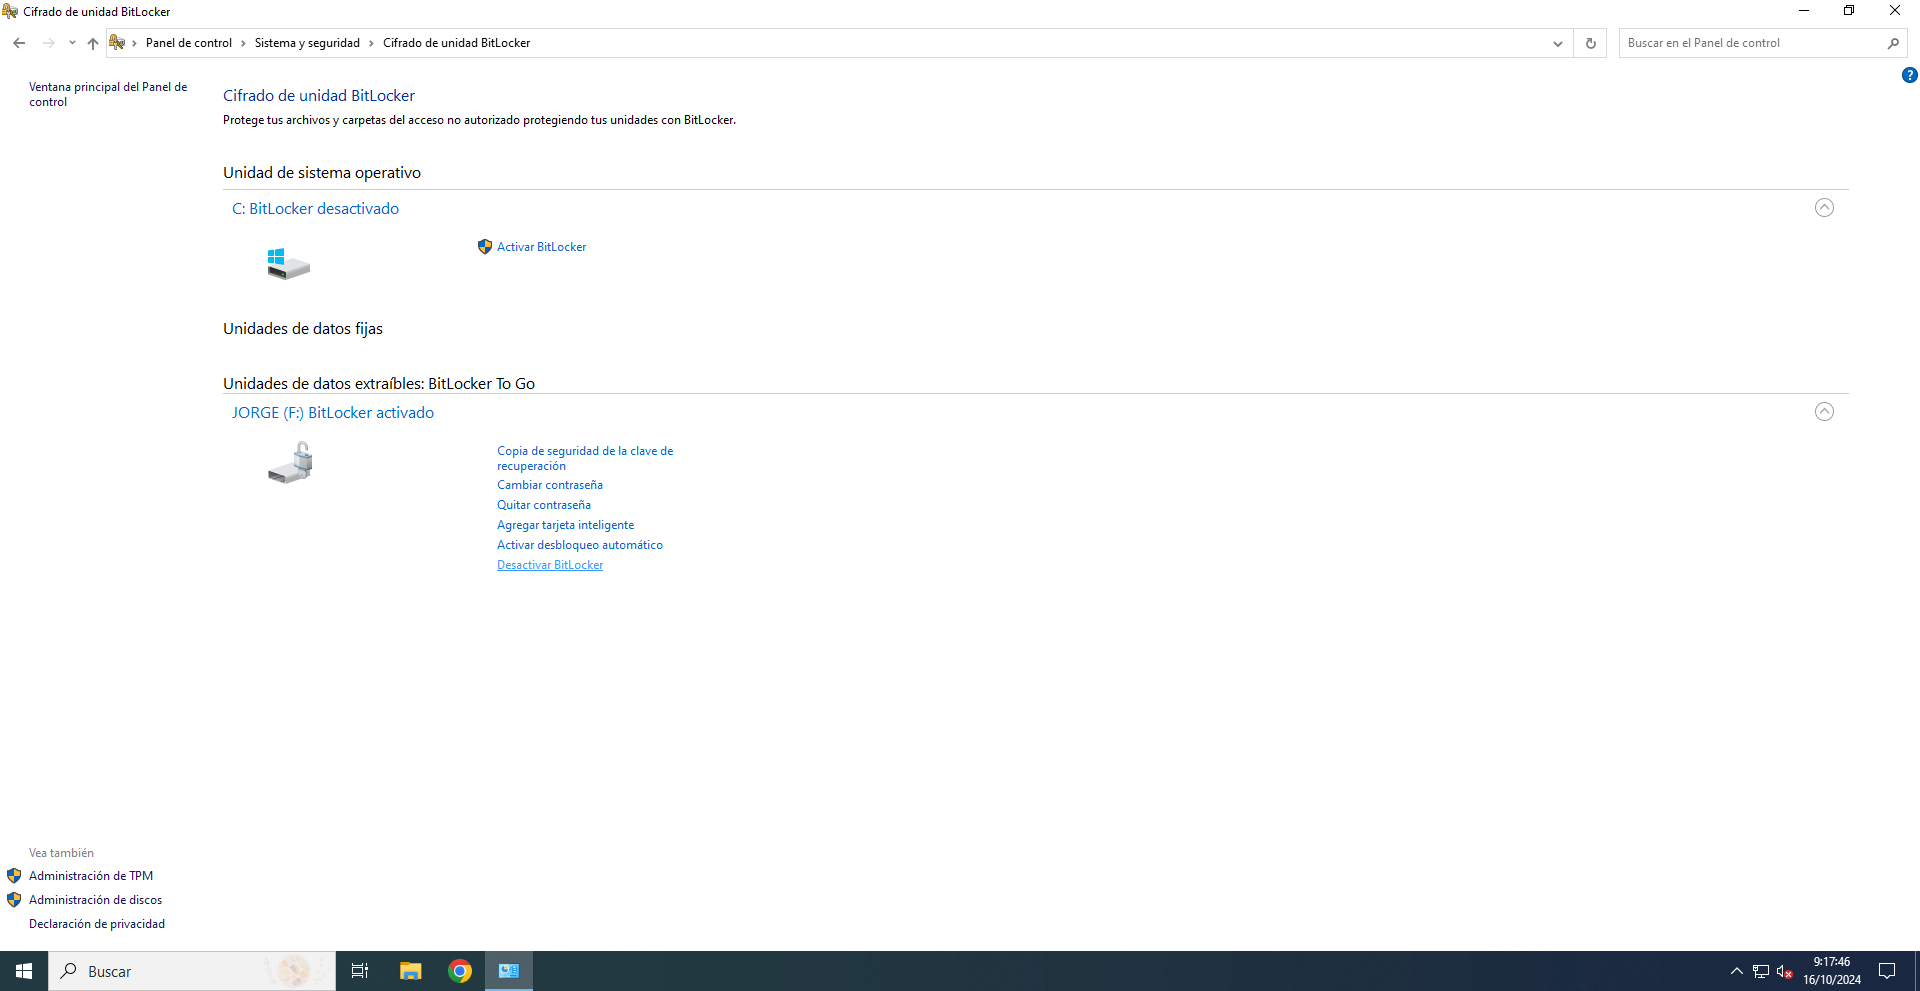 Cifrado de unidad BitLocker
Panel de control
Sistema y seguridad
Cifrado de unidad BitLocker
Buscar en el Panel de control
?
Ventana principal del Panel de
control
Cifrado de unidad BitLocker
Protege tus archivos y carpetas del acceso no autorizado protegiendo tus unidades con BitLocker.
Unidad de sistema operativo
C: BitLocker desactivado
Activar BitLocker
Unidades de datos fijas
Unidades de datos extraíbles: BitLocker To Go
JORGE (F:) BitLocker activado
Copia de seguridad de la clave de
recuperación
Cambiar contraseña
Quitar contraseña
Agregar tarjeta inteligente
Activar desbloqueo automático
Desactivar BitLocker
Vea también
Administración de TPM
Administración de discos
Declaración de privacidad
Buscar
9:17:46
16/10/2024